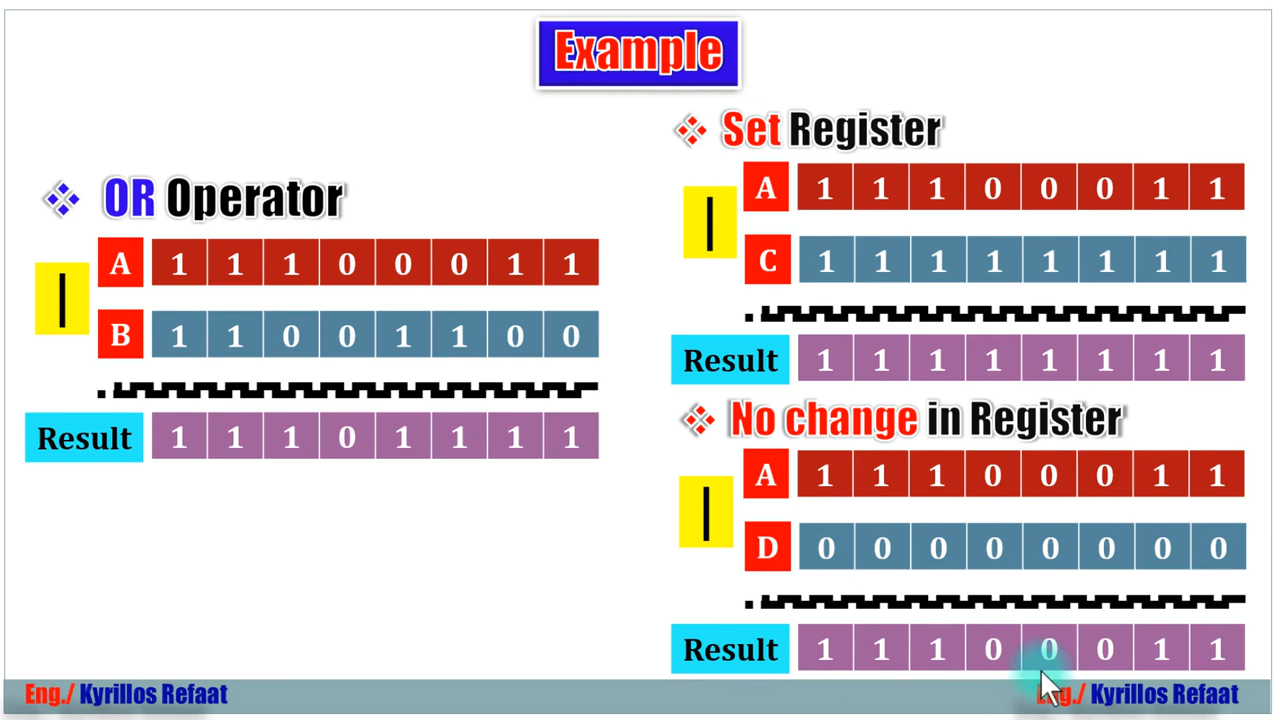 Example
❖ OR Operator
|
A 1 1 1 0 0 0 1 1
B 1 1 0 0 1 1 0 0
Result 1 1 1 0 1 1 1 1
❖ Set Register
|
A 1 1 1 0 0 0 1 1
C 1 1 1 1 1 1 1 1
Result 1 1 1 1 1 1 1 1
❖ No change in Register
|
A 1 1 1 0 0 0 1 1
D 0 0 0 0 0 0 0 0
Result 1 1 1 0 0 0 1 1
Eng./ Kyrillos Refaat
Eng./ Kyrillos Refaat